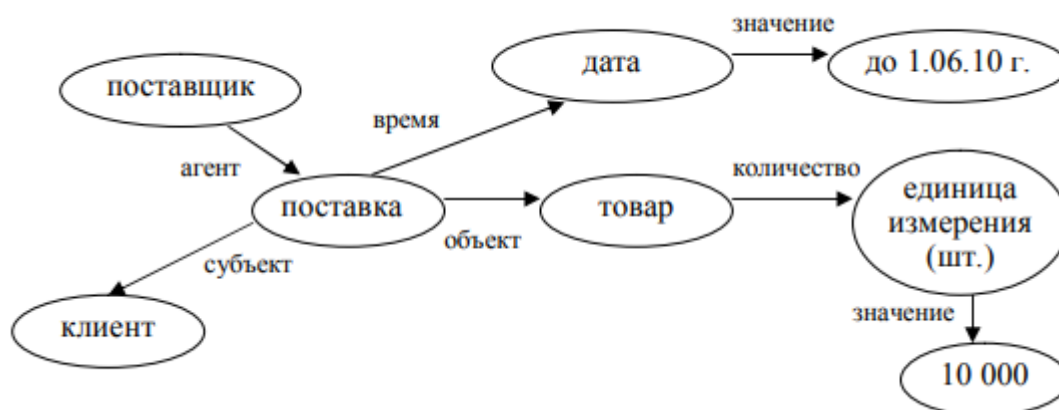 значение
поставщик
дата
до 1.06.10 г.
время
агент
количество
поставка
товар
единица
измерения
(шт.)
объект
субъект
клиент
значение
10 000